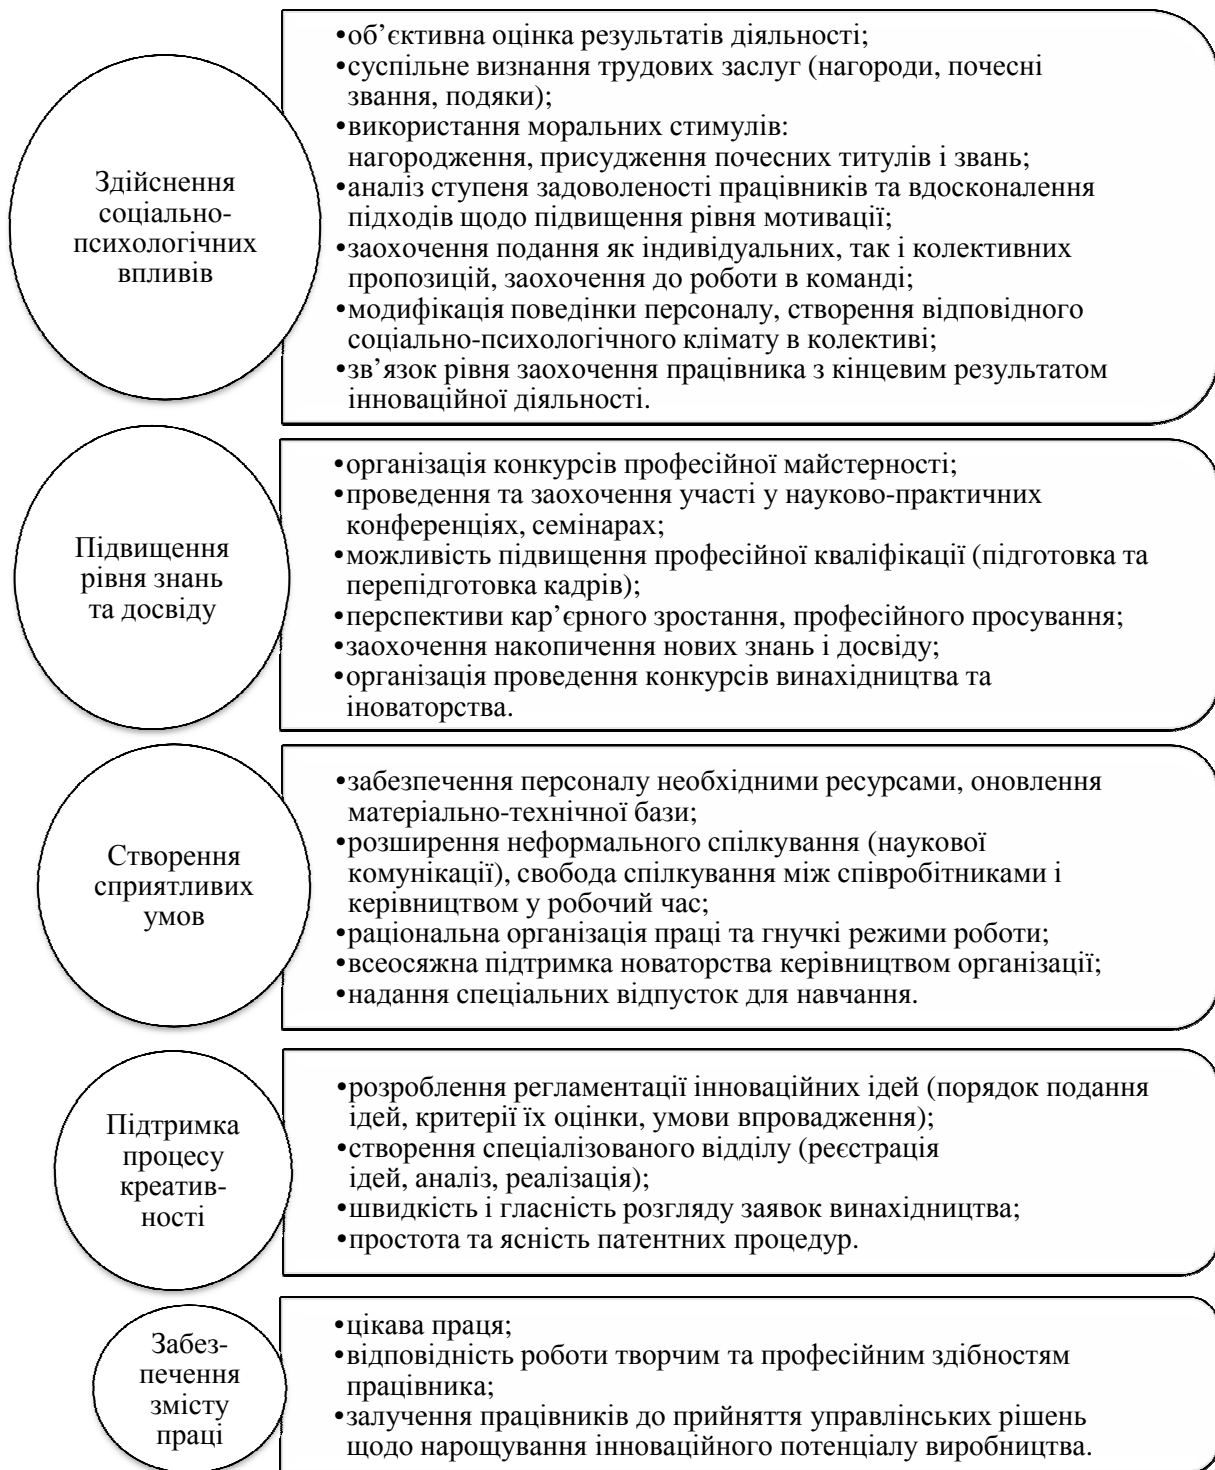 Здійснення
соціально-
психологічних
впливів
•об’єктивна оцінка результатів діяльності;
•суспільне визнання трудових заслуг (нагороди, почесні
звання, подяки);
•використання моральних стимулів:
нагородження, присудження почесних титулів і звань;
•аналіз ступеня задоволеності працівників та вдосконалення
підходів щодо підвищення рівня мотивації;
•заохочення подання як індивідуальних, так і колективних
пропозицій, заохочення до роботи в команді;
•модифікація поведінки персоналу, створення відповідного
соціально-психологічного клімату в колективі;
•зв’язок рівня заохочення працівника з кінцевим результатом
інноваційної діяльності.
Підвищення
рівня знань
та досвіду
•організація конкурсів професійної майстерності;
•проведення та заохочення участі у науково-практичних
конференціях, семінарах;
•можливість підвищення професійної кваліфікації (підготовка та
перепідготовка кадрів);
•перспективи кар’єрного зростання, професійного просування;
•заохочення накопичення нових знань і досвіду;
•організація проведення конкурсів винахідництва та
іноваторства.
Створення
сприятливих
умов
•забезпечення персоналу необхідними ресурсами, оновлення
матеріально-технічної бази;
•розширення неформального спілкування (наукової
комунікації), свобода спілкування між співробітниками і
керівництвом у робочий час;
•раціональна організація праці та гнучкі режими роботи;
•всеосяжна підтримка новаторства керівництвом організації;
•надання спеціальних відпусток для навчання.
Підтримка
процесу
креатив-
ності
•розроблення регламентації інноваційних ідей (порядок подання
ідей, критерії їх оцінки, умови впровадження);
•створення спеціалізованого відділу (реєстрація
ідей, аналіз, реалізація);
•швидкість і гласність розгляду заявок винахідництва;
•простота та ясність патентних процедур.
Забез-
печення
змісту
праці
•цікава праця;
•відповідність роботи творчим та професійним здібностям
працівника;
•залучення працівників до прийняття управлінських рішень
щодо нарощування інноваційного потенціалу виробництва.